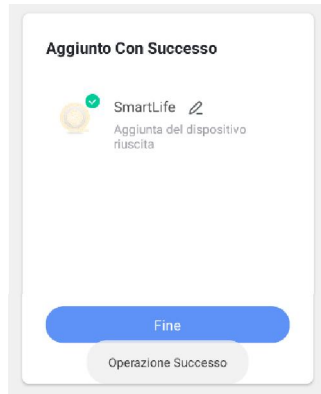 Aggiunto Con Successo
SmartLife
Aggiunta del dispositivo
riuscita
Fine
Operazione Successo